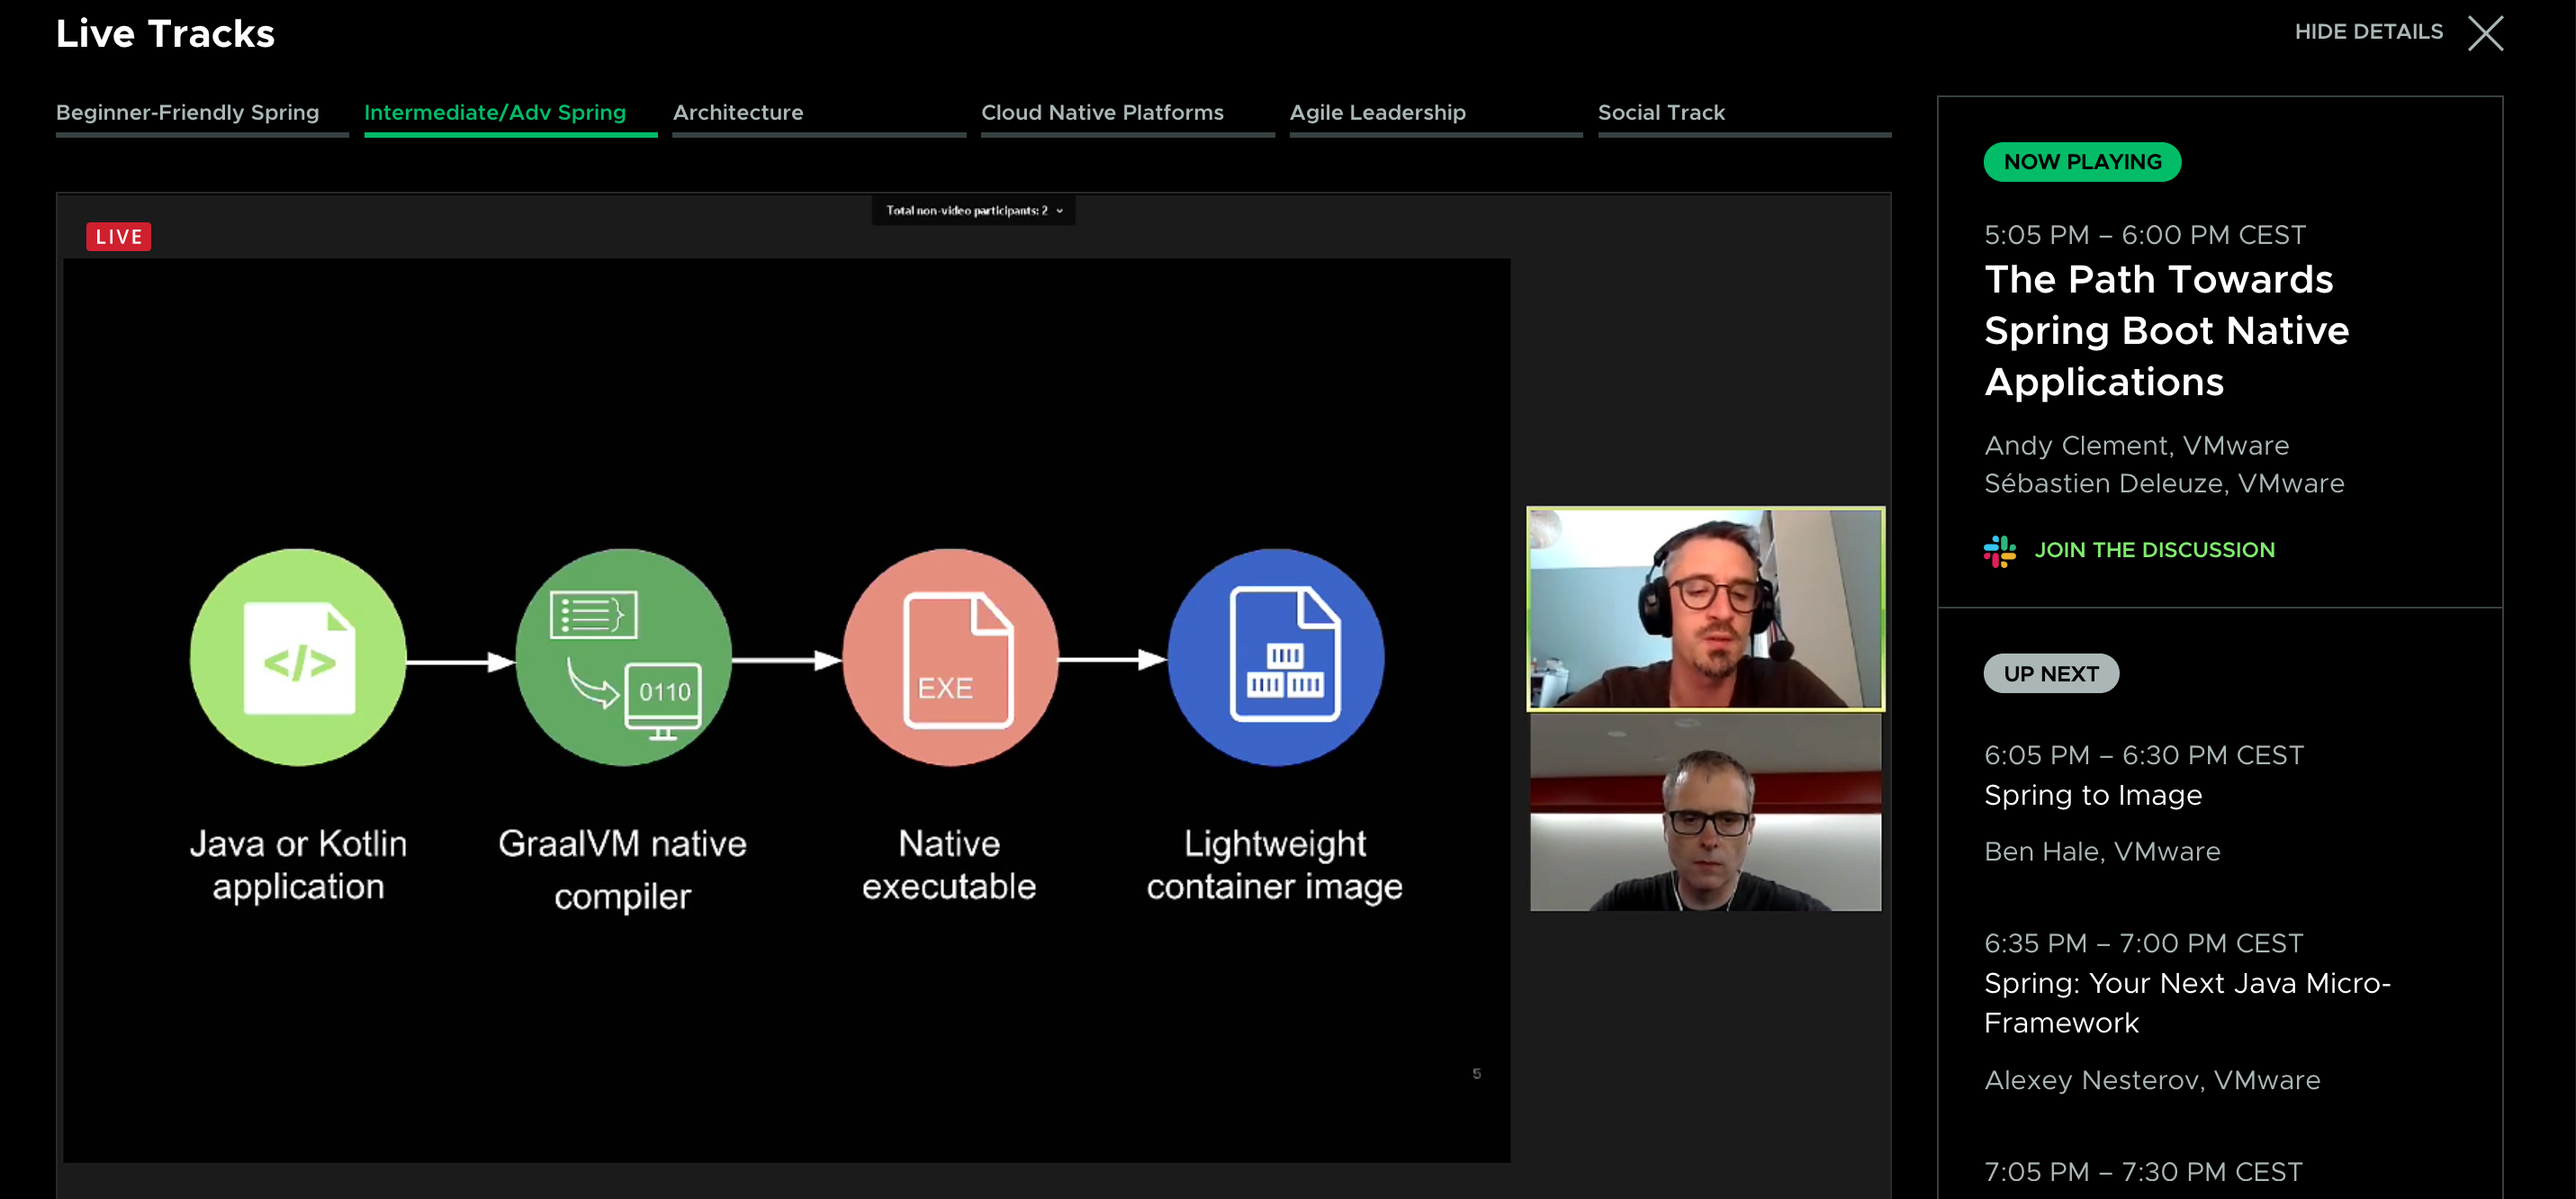 Live Tracks
HIDE DETAILS
Beginner-Friendly Spring
Intermediate/Adv Spring
Architecture
Cloud Native Platforms
Agile Leadership
Social Track
Total non-video participants: 2
LIVE
</>
0110
EXE
Java or Kotlin
application
GraalVM native
compiler
Native
executable
Lightweight
container image
5
NOW PLAYING
5:05 PM – 6:00 PM CEST
The Path Towards
Spring Boot Native
Applications
Andy Clement, VMware
Sébastien Deleuze, VMware
JOIN THE DISCUSSION
UP NEXT
6:05 PM – 6:30 PM CEST
Spring to Image
Ben Hale, VMware
6:35 PM – 7:00 PM CEST
Spring: Your Next Java Micro-
Framework
Alexey Nesterov, VMware
7:05 PM – 7:30 PM CEST